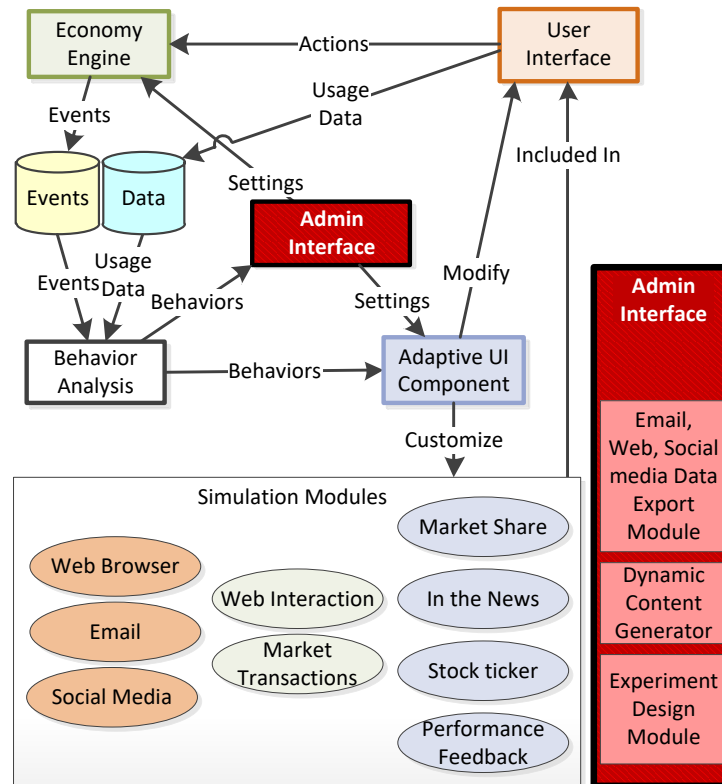 Economy
Engine
Actions
User
Interface
Events
Usage
Data
Included In
Events
Data
Settings
Admin
Interface
Events
Usage
Data
Behaviors
Settings
Modify
Behavior
Analysis
Behaviors
Adaptive UI
Component
Customize
Simulation Modules
Market Share
Web Browser
Web Interaction
In the News
Email
Market
Transactions
Stock ticker
Social Media
Performance
Feedback
Admin
Interface
Email,
Web, Social
media Data
Export
Module
Dynamic
Content
Generator
Experiment
Design
Module